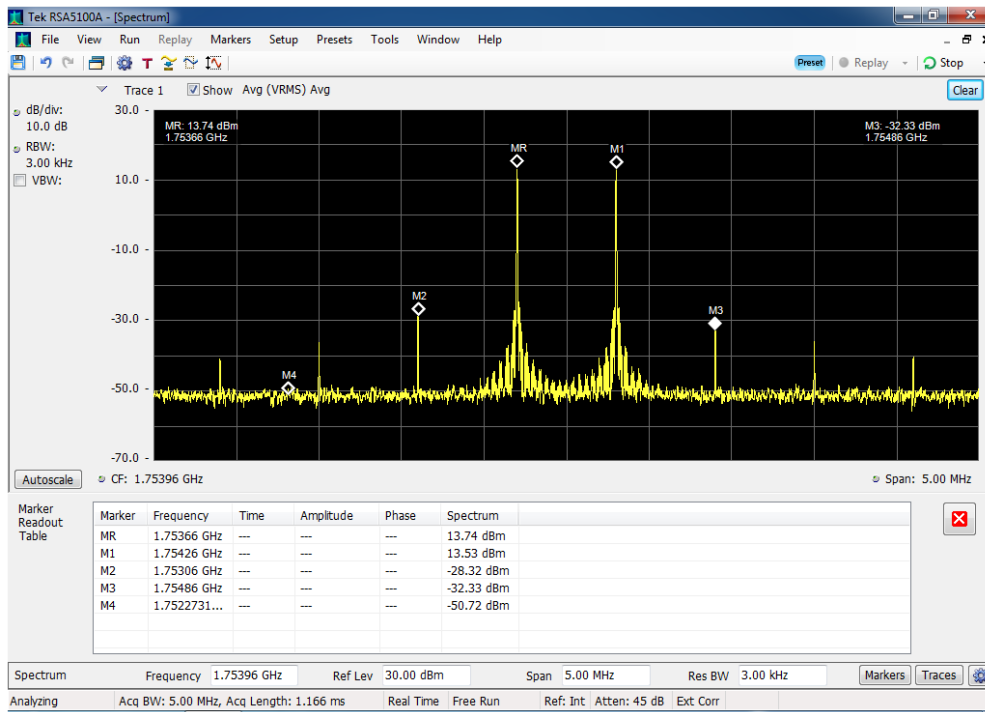 Tek RSA5100A - [Spectrum]
File View Run Replay Markers Setup Presets Tools Window Help
T Preset Replay Stop
Trace 1 Show Avg (VRMS) Avg Clear
dB/div:
10.0 dB
RBW:
3.00 kHz
VBW:
30.0 -
10.0 -
-10.0 -
-30.0 -
-50.0 -
-70.0 -
MR: 13.74 dBm
1.75366 GHz
M3: -32.33 dBm
1.75486 GHz
MR
M1
M2
M3
M4
Autoscale CF: 1.75396 GHz Span: 5.00 MHz
Marker
Readout
Table
Marker Frequency Time Amplitude Phase Spectrum
MR 1.75366 GHz --- --- --- 13.74 dBm
M1 1.75426 GHz --- --- --- 13.53 dBm
M2 1.75306 GHz --- --- --- -28.32 dBm
M3 1.75486 GHz --- --- --- -32.33 dBm
M4 1.7522731... --- --- --- -50.72 dBm
Spectrum Frequency 1.75396 GHz Ref Lev 30.00 dBm Span 5.00 MHz Res BW 3.00 kHz Markers Traces
Analyzing Acq BW: 5.00 MHz, Acq Length: 1.166 ms Real Time Free Run Ref: Int Atten: 45 dB Ext Corr